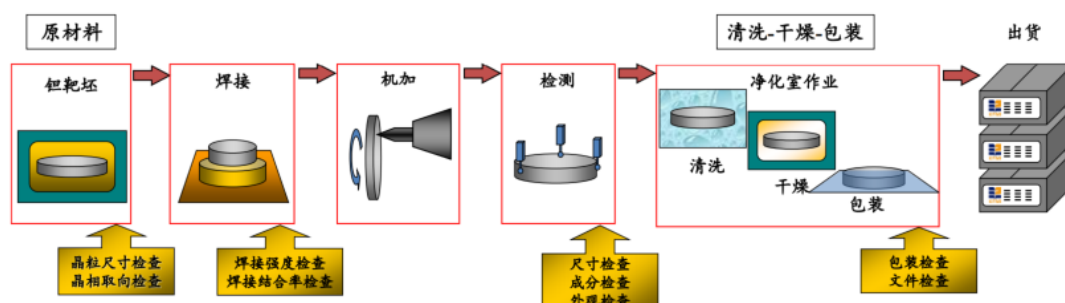 原材料
清洗-干燥-包装
出货
钽靶坯
焊接
机加
检测
净化室作业
清洗
干燥
包装
晶粒尺寸检查
晶相取向检查
焊接强度检查
焊接结合率检查
尺寸检查
成分检查
外理检查
包装检查
文件检查